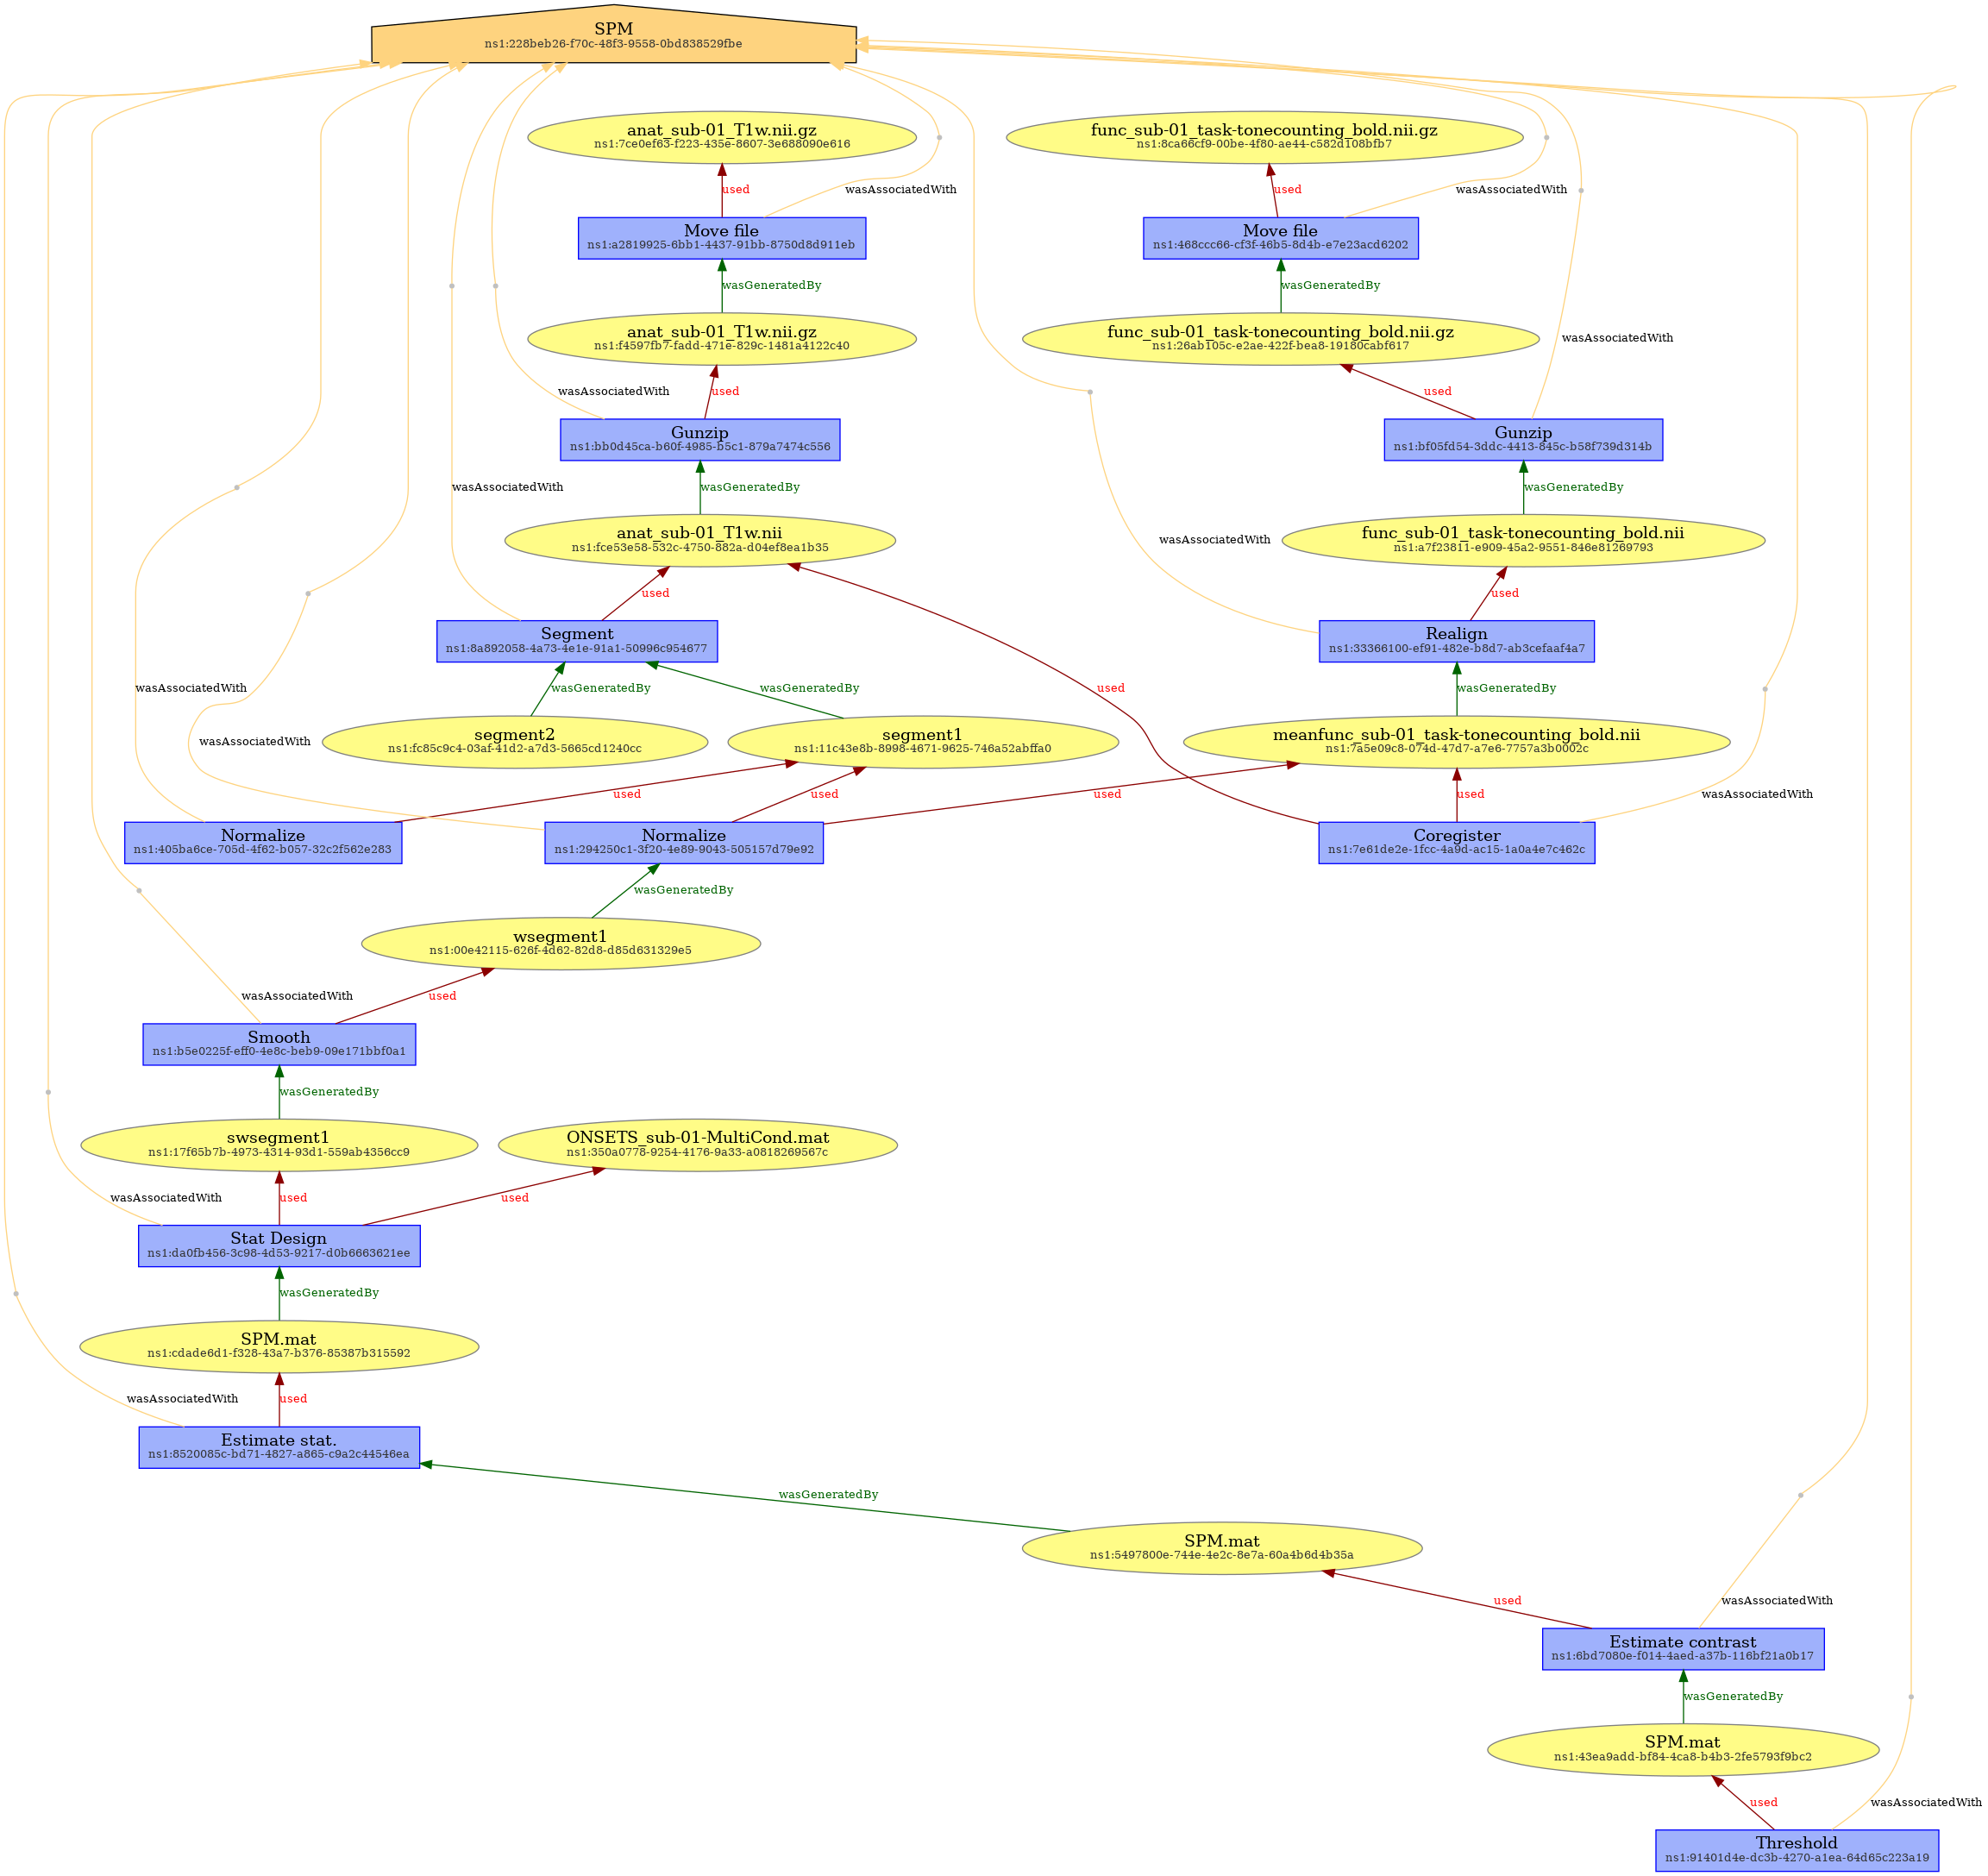 SPM
ns1:228beb26-f70c-48f3-9558-0bd838529fbe
anat_sub-01_T1w.nii.gz
ns1:7ce0ef63-f223-435e-8607-3e688090e616
func_sub-01_task-tonecounting_bold.nii.gz
ns1:8ca66cf9-00be-4f80-ae44-c582d108bfb7
used
wasAssociatedWith
used
wasAssociatedWith
Move file
ns1:a2819925-6bb1-4437-91bb-8750d8d911eb
Move file
ns1:468ccc66-cf3f-46b5-8d4b-e7e23acd6202
wasGeneratedBy
wasGeneratedBy
anat_sub-01_T1w.nii.gz
ns1:f4597fb7-fadd-471e-829c-1481a4122c40
func_sub-01_task-tonecounting_bold.nii.gz
ns1:26ab105c-e2ae-422f-bea8-19180cabf617
wasAssociatedWith
wasAssociatedWith
used
used
Gunzip
ns1:bb0d45ca-b60f-4985-b5c1-879a7474c556
Gunzip
ns1:bf05fd54-3ddc-4413-845c-b58f739d314b
wasAssociatedWith
wasGeneratedBy
wasGeneratedBy
anat_sub-01_T1w.nii
ns1:fce53e58-532c-4750-882a-d04ef8ea1b35
wasAssociatedWith
func_sub-01_task-tonecounting_bold.nii
ns1:a7f23811-e909-45a2-9551-846e81269793
used
used
Segment
ns1:8a892058-4a73-4e1e-91a1-50996c954677
Realign
ns1:33366100-ef91-482e-b8d7-ab3cefaaf4a7
wasAssociatedWith
wasGeneratedBy
wasGeneratedBy
used
wasGeneratedBy
wasAssociatedWith
segment2
ns1:fc85c9c4-03af-41d2-a7d3-5665cd1240cc
segment1
ns1:11c43e8b-8998-4671-9625-746a52abffa0
meanfunc_sub-01_task-tonecounting_bold.nii
ns1:7a5e09c8-074d-47d7-a7e6-7757a3b0002c
used
used
used
used
wasAssociatedWith
Normalize
ns1:405ba6ce-705d-4f62-b057-32c2f562e283
Normalize
ns1:294250c1-3f20-4e89-9043-505157d79e92
Coregister
ns1:7e61de2e-1fcc-4a9d-ac15-1a0a4e7c462c
wasGeneratedBy
wsegment1
ns1:00e42115-626f-4d62-82d8-d85d631329e5
wasAssociatedWith
used
Smooth
ns1:b5e0225f-eff0-4e8c-beb9-09e171bbf0a1
wasGeneratedBy
swsegment1
ns1:17f65b7b-4973-4314-93d1-559ab4356cc9
ONSETS_sub-01-MultiCond.mat
ns1:350a0778-9254-4176-9a33-a0818269567c
wasAssociatedWith
used
used
Stat Design
ns1:da0fb456-3c98-4d53-9217-d0b6663621ee
wasGeneratedBy
SPM.mat
ns1:cdade6d1-f328-43a7-b376-85387b315592
wasAssociatedWith
used
Estimate stat.
ns1:8520085c-bd71-4827-a865-c9a2c44546ea
wasGeneratedBy
SPM.mat
ns1:5497800e-744e-4e2c-8e7a-60a4b6d4b35a
used
wasAssociatedWith
Estimate contrast
ns1:6bd7080e-f014-4aed-a37b-116bf21a0b17
wasGeneratedBy
SPM.mat
ns1:43ea9add-bf84-4ca8-b4b3-2fe5793f9bc2
used
wasAssociatedWith
Threshold
ns1:91401d4e-dc3b-4270-a1ea-64d65c223a19